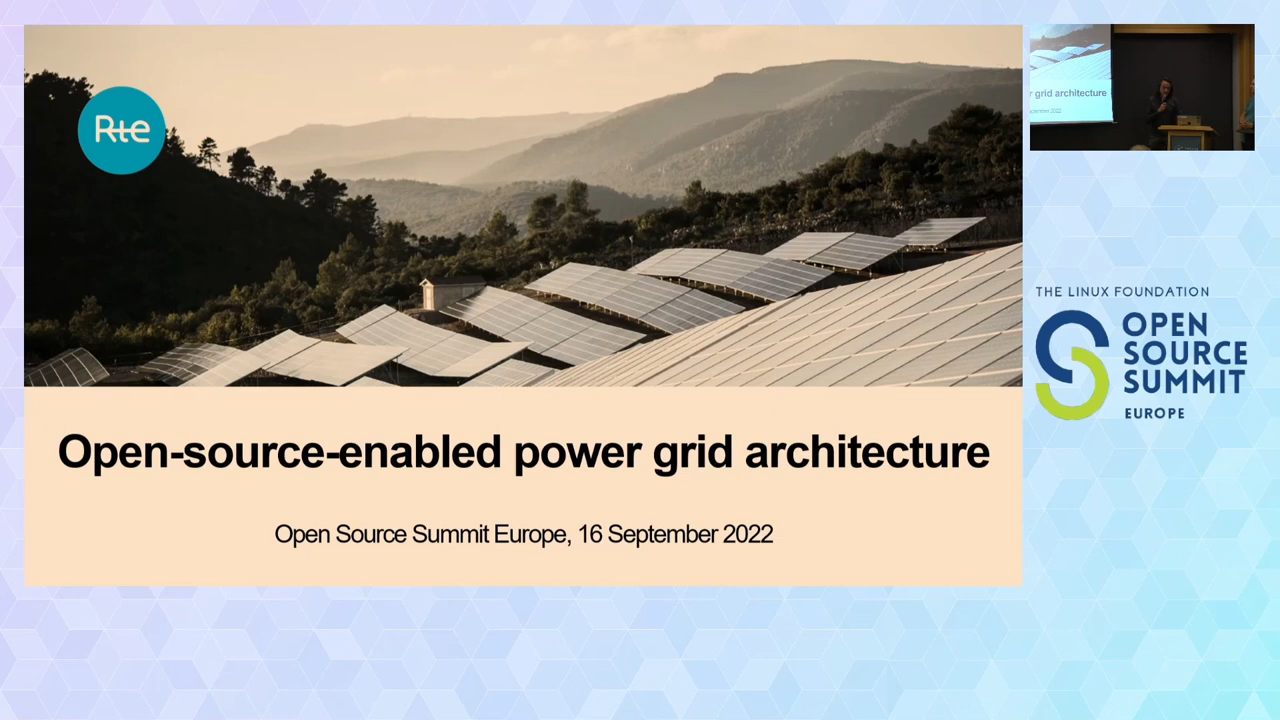 Rte
Open-source-enabled power grid architecture
Open Source Summit Europe, 16 September 2022
grid architecture
THE LINUX FOUNDATION
OPEN
SOURCE
SUMMIT
EUROPE